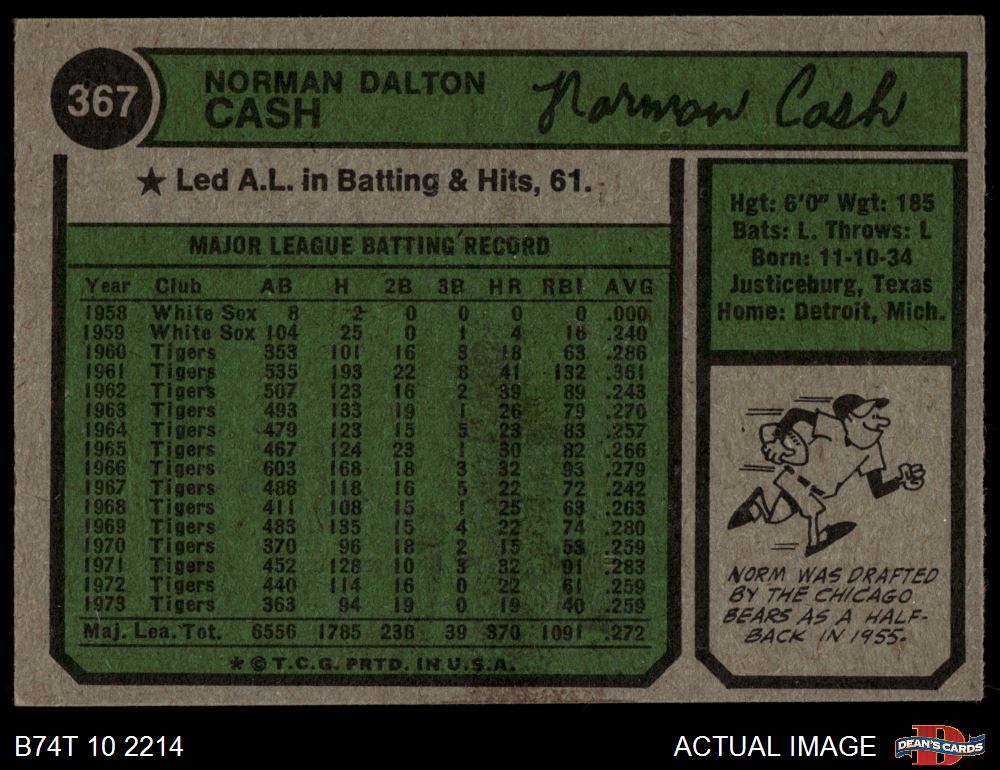 367
NORMAN DALTON
CASH
Norman Cash
★ Led A.L. in Batting & Hits, 61.
MAJOR LEAGUE BATTING RECORD
Year Club AB H 2B 3B HR RBI AVG
1958 White Sox 8 2 0 0 0 0 .000
1959 White Sox 104 25 0 1 4 16 .240
1960 Tigers 353 101 16 3 18 63 .286
1961 Tigers 535 193 22 8 41 132 .361
1962 Tigers 507 123 16 2 39 89 .243
1963 Tigers 493 133 19 1 26 79 .270
1964 Tigers 479 123 15 5 23 83 .257
1965 Tigers 467 124 23 1 30 82 .266
1966 Tigers 603 168 18 3 32 93 .279
1967 Tigers 488 118 16 5 22 72 .242
1968 Tigers 411 108 15 1 25 63 .263
1969 Tigers 483 135 15 4 22 74 .280
1970 Tigers 370 96 18 2 15 53 .259
1971 Tigers 452 128 10 3 32 91 .283
1972 Tigers 440 114 16 0 22 61 .259
1973 Tigers 363 94 19 0 19 40 .259
Maj. Lea. Tot. 6556 1785 238 39 370 1091 .272
★ © T.C.G. PRTD. IN U.S.A.
Hgt: 6'0" Wgt: 185
Bats: L. Throws: L
Born: 11-10-34
Justiceburg, Texas
Home: Detroit, Mich.
NORM WAS DRAFTED
BY THE CHICAGO
BEARS AS A HALF-
BACK IN 1955.
B74T 10 2214
ACTUAL IMAGE
D
DEAN'S CARDS